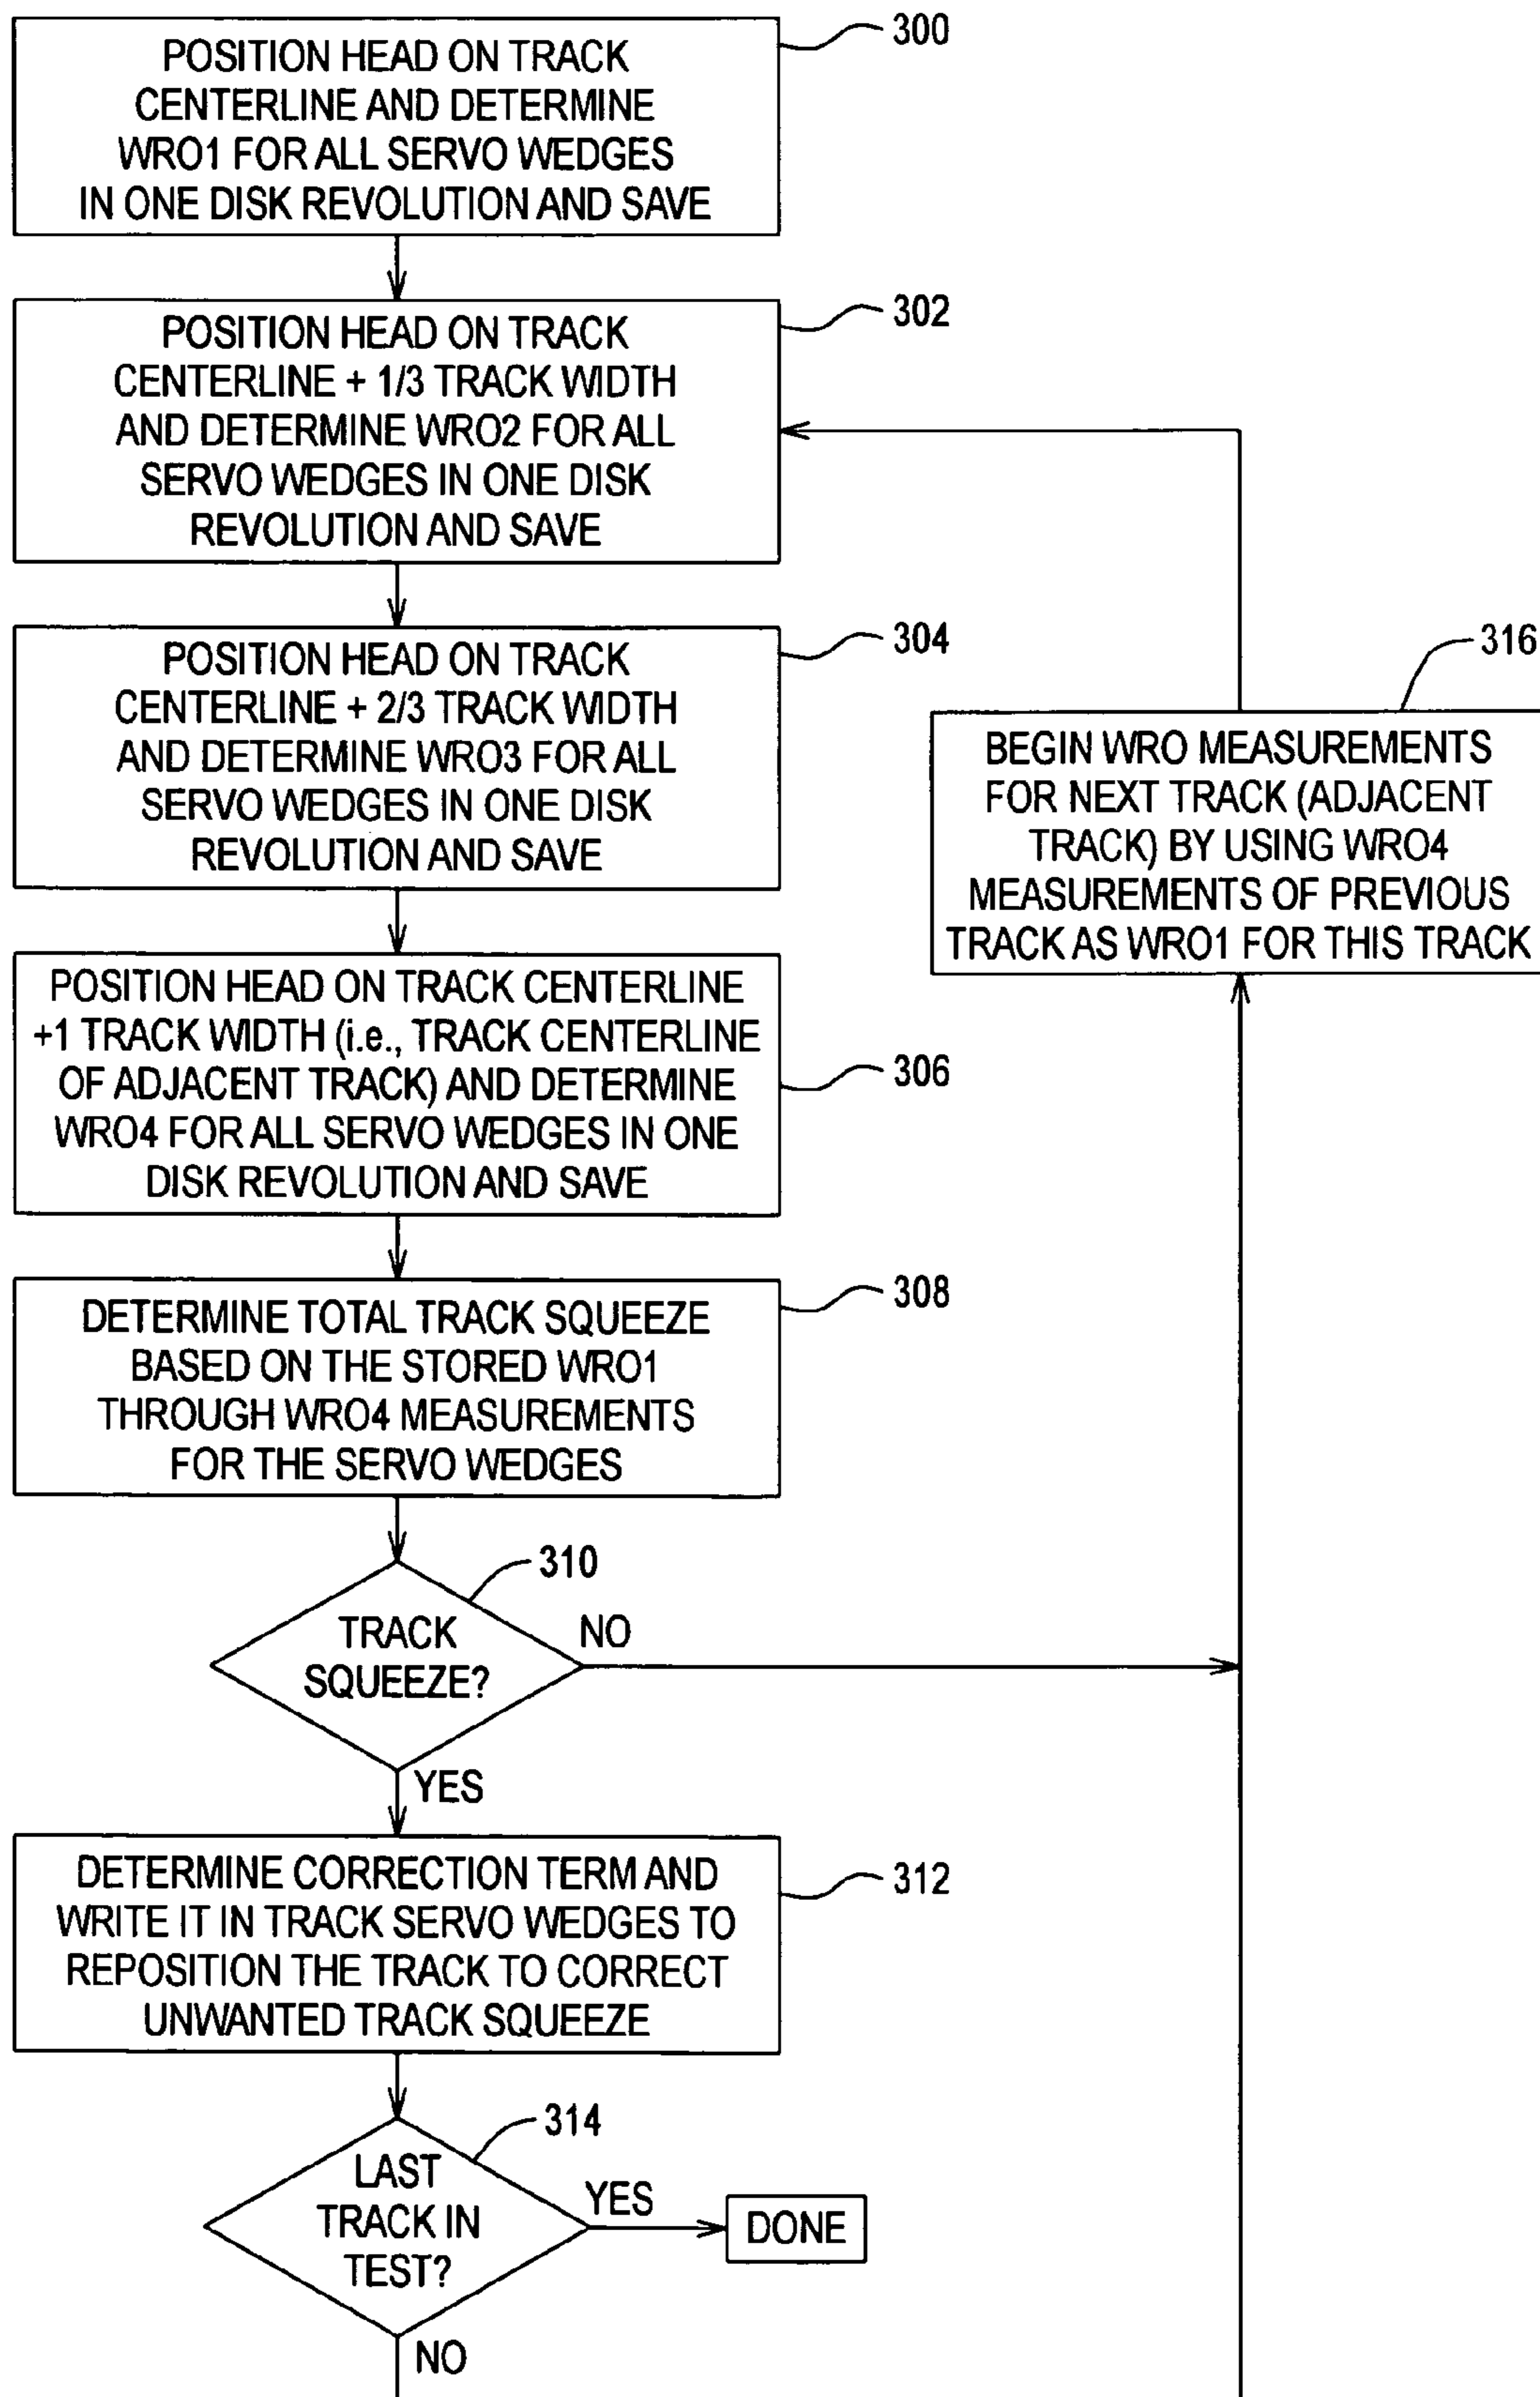 300
POSITION HEAD ON TRACK
CENTERLINE AND DETERMINE
WRO1 FOR ALL SERVO WEDGES
IN ONE DISK REVOLUTION AND SAVE
302
POSITION HEAD ON TRACK
CENTERLINE + 1/3 TRACK WIDTH
AND DETERMINE WRO2 FOR ALL
SERVO WEDGES IN ONE DISK
REVOLUTION AND SAVE
304
POSITION HEAD ON TRACK
CENTERLINE + 2/3 TRACK WIDTH
AND DETERMINE WRO3 FOR ALL
SERVO WEDGES IN ONE DISK
REVOLUTION AND SAVE
316
BEGIN WRO MEASUREMENTS
FOR NEXT TRACK (ADJACENT
TRACK) BY USING WRO4
MEASUREMENTS OF PREVIOUS
TRACK AS WRO1 FOR THIS TRACK
306
POSITION HEAD ON TRACK CENTERLINE
+1 TRACK WIDTH (i.e., TRACK CENTERLINE
OF ADJACENT TRACK) AND DETERMINE
WRO4 FOR ALL SERVO WEDGES IN ONE
DISK REVOLUTION AND SAVE
308
DETERMINE TOTAL TRACK SQUEEZE
BASED ON THE STORED WRO1
THROUGH WRO4 MEASUREMENTS
FOR THE SERVO WEDGES
310
TRACK
SQUEEZE?
NO
YES
312
DETERMINE CORRECTION TERM AND
WRITE IT IN TRACK SERVO WEDGES TO
REPOSITION THE TRACK TO CORRECT
UNWANTED TRACK SQUEEZE
314
LAST
TRACK IN
TEST?
YES
DONE
NO